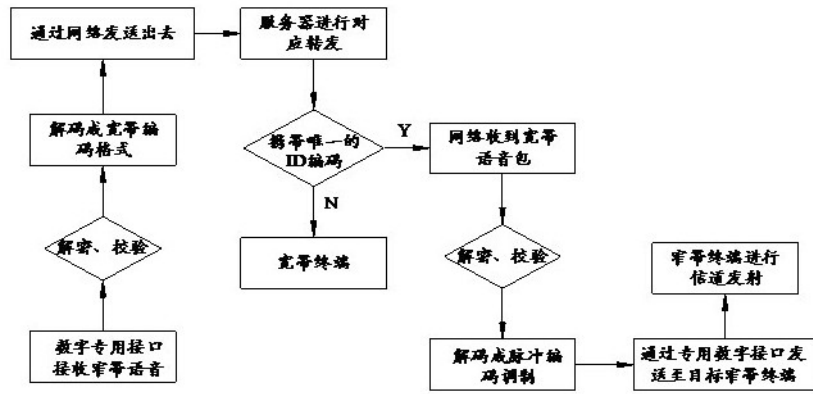 通过网络发送出去
服务器进行对
应转发
解码成宽带编
码格式
携带唯一的
ID编码
Y
网络收到宽带
语音包
N
解密、校验
宽带终端
解密、校验
窄带终端进行
信道发射
数字专用接口
接收窄带语音
解码成脉冲编
码调制
通过专用数字接口发
送至目标窄带终端